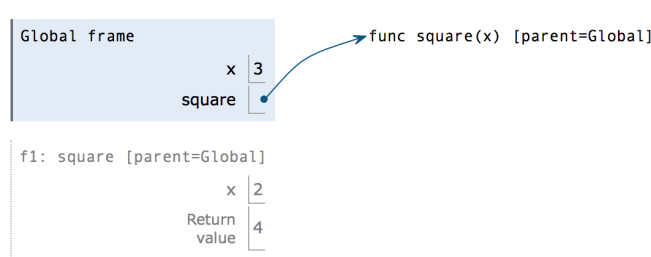 Global frame
func square(x) [parent=Global]
x 3
square
f1: square [parent=Global]
x 2
Return
value 4